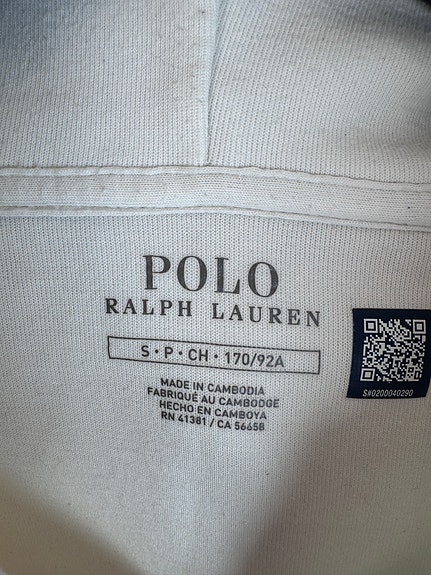 POLO
RALPH LAUREN
S • P • CH • 170/92A
MADE IN CAMBODIA
FABRIQUÉ AU CAMBODGE
HECHO EN CAMBOYA
RN 41381 / CA 56658
S#0200040290